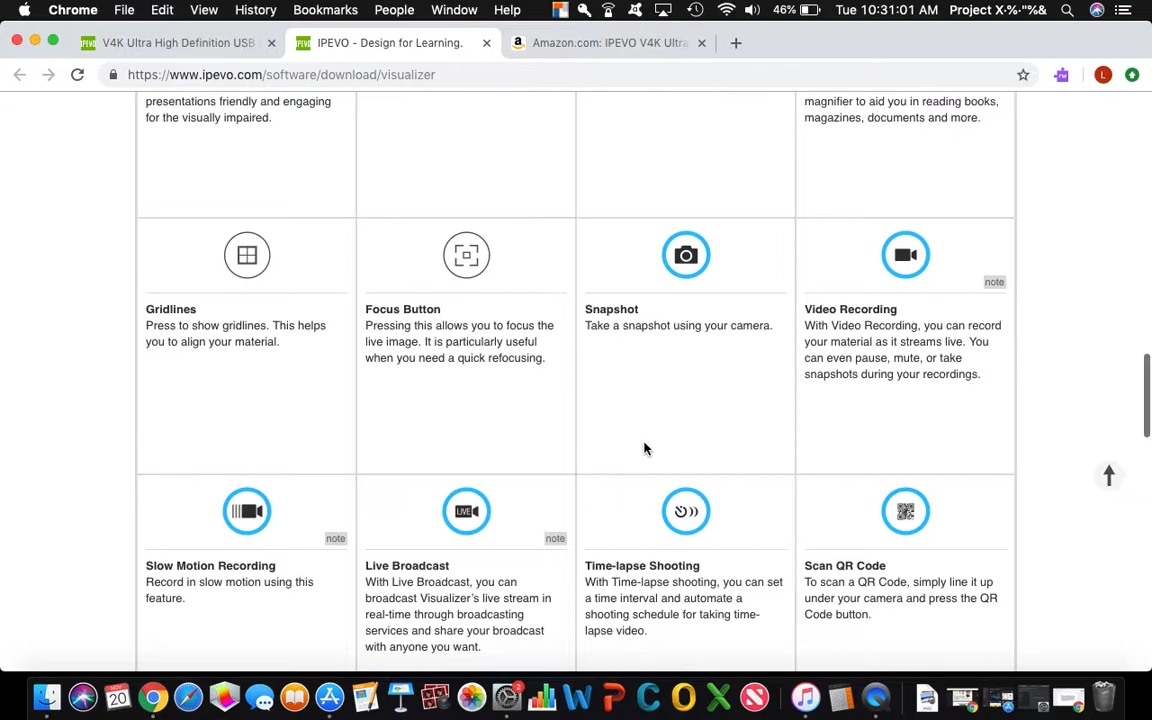 Chrome File Edit View History Bookmarks People Window Help 46% Tue 10:31:01 AM Project X-%·"%&
V4K Ultra High Definition USB IPEVO - Design for Learning. Amazon.com: IPEVO V4K Ultra
https://www.ipevo.com/software/download/visualizer L
presentations friendly and engaging
for the visually impaired.
magnifier to aid you in reading books,
magazines, documents and more.
note
Gridlines
Press to show gridlines. This helps
you to align your material.
Focus Button
Pressing this allows you to focus the
live image. It is particularly useful
when you need a quick refocusing.
Snapshot
Take a snapshot using your camera.
Video Recording
With Video Recording, you can record
your material as it streams live. You
can even pause, mute, or take
snapshots during your recordings.
LIVE
note
note
Slow Motion Recording
Record in slow motion using this
feature.
Live Broadcast
With Live Broadcast, you can
broadcast Visualizer's live stream in
real-time through broadcasting
services and share your broadcast
with anyone you want.
Time-lapse Shooting
With Time-lapse shooting, you can set
a time interval and automate a
shooting schedule for taking time-
lapse video.
Scan QR Code
To scan a QR Code, simply line it up
under your camera and press the QR
Code button.
NOV
20
2